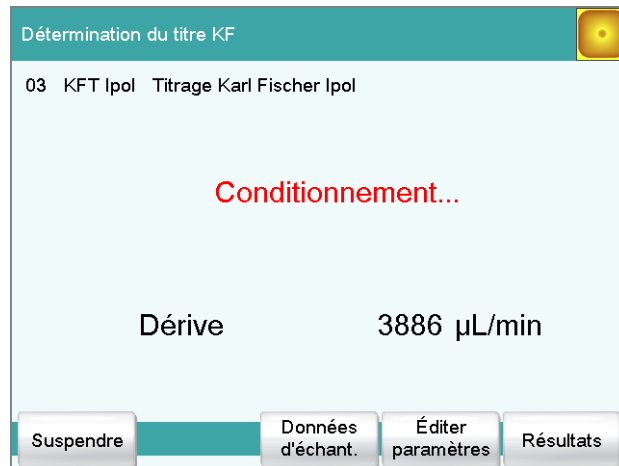 Détermination du titre KF
03 KFT Ipol Titrage Karl Fischer Ipol
Conditionnement...
Dérive 3886 µL/min
Suspendre
Données
d'échant.
Éditer
paramètres
Résultats